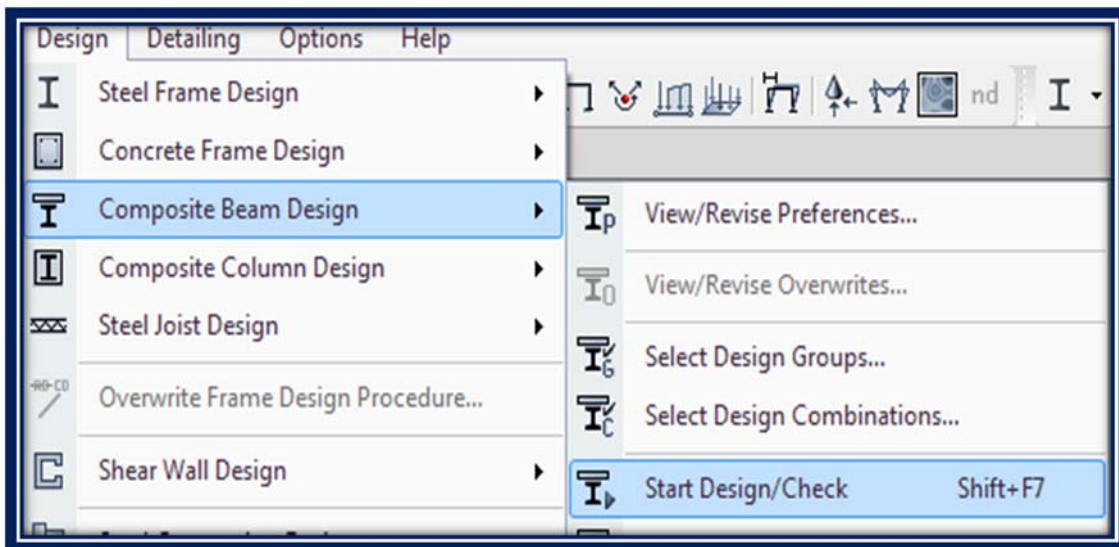 Design Detailing Options Help
Steel Frame Design
Concrete Frame Design
Composite Beam Design
Composite Column Design
Steel Joist Design
Overwrite Frame Design Procedure...
Shear Wall Design
nd
View/Revise Preferences...
View/Revise Overwrites...
Select Design Groups...
Select Design Combinations...
Start Design/Check Shift+F7